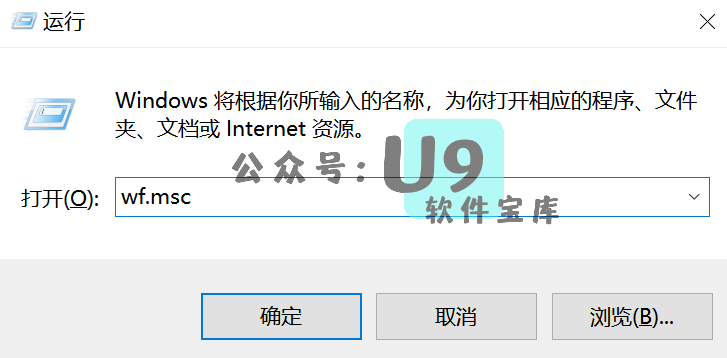 运行
Windows 将根据你所输入的名称，为你打开相应的程序、文件
夹、文档或 Internet 资源。
公众号：U9
软件宝库
打开(O): wf.msc
确定 取消 浏览(B)...